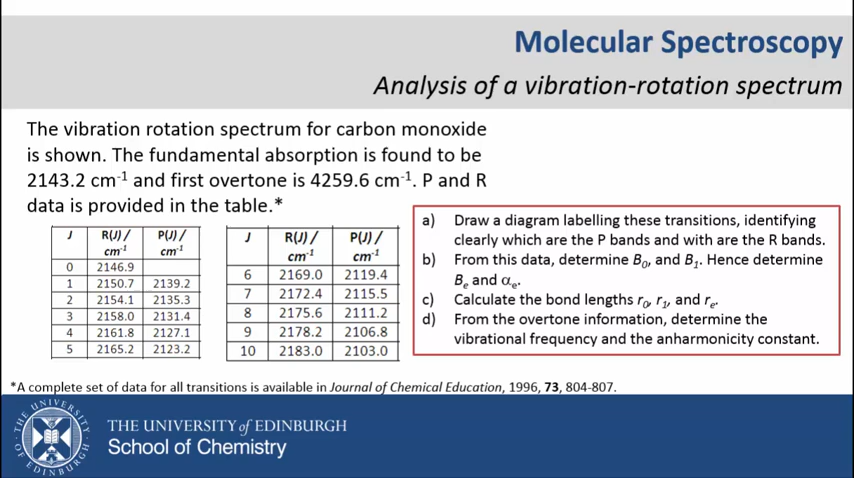 Molecular Spectroscopy
Analysis of a vibration-rotation spectrum
The vibration rotation spectrum for carbon monoxide
is shown. The fundamental absorption is found to be
2143.2 cm⁻¹ and first overtone is 4259.6 cm⁻¹. P and R
data is provided in the table.*
J R(J) / P(J) /
cm⁻¹ cm⁻¹
0 2146.9
1 2150.7 2139.2
2 2154.1 2135.3
3 2158.0 2131.4
4 2161.8 2127.1
5 2165.2 2123.2
J R(J) / P(J) /
cm⁻¹ cm⁻¹
6 2169.0 2119.4
7 2172.4 2115.5
8 2175.6 2111.2
9 2178.2 2106.8
10 2183.0 2103.0
a) Draw a diagram labelling these transitions, identifying
clearly which are the P bands and with are the R bands.
b) From this data, determine B₀, and B₁. Hence determine
Bₑ and αₑ.
c) Calculate the bond lengths r₀, r₁, and rₑ.
d) From the overtone information, determine the
vibrational frequency and the anharmonicity constant.
*A complete set of data for all transitions is available in Journal of Chemical Education, 1996, 73, 804-807.
THE UNIVERSITY OF EDINBURGH
THE UNIVERSITY of EDINBURGH
School of Chemistry